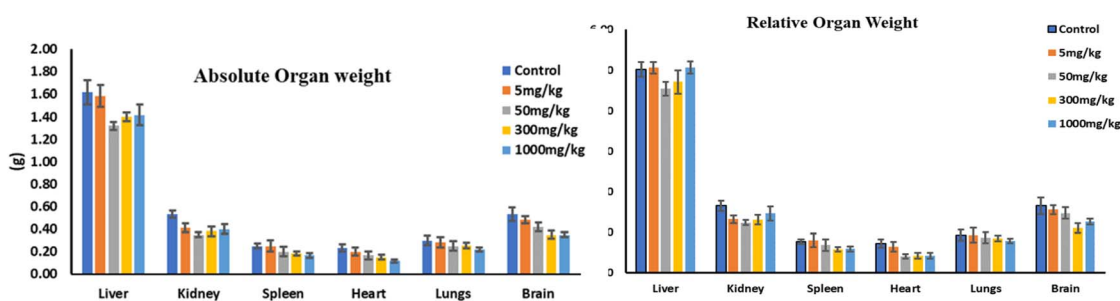 Absolute Organ weight
2.00
1.80
1.60
1.40
1.20
1.00
0.80
0.60
0.40
0.20
0.00
(g)
Control
5mg/kg
50mg/kg
300mg/kg
1000mg/kg
Liver Kidney Spleen Heart Lungs Brain
Relative Organ Weight
Control
5mg/kg
50mg/kg
300mg/kg
1000mg/kg
Liver Kidney Spleen Heart Lungs Brain